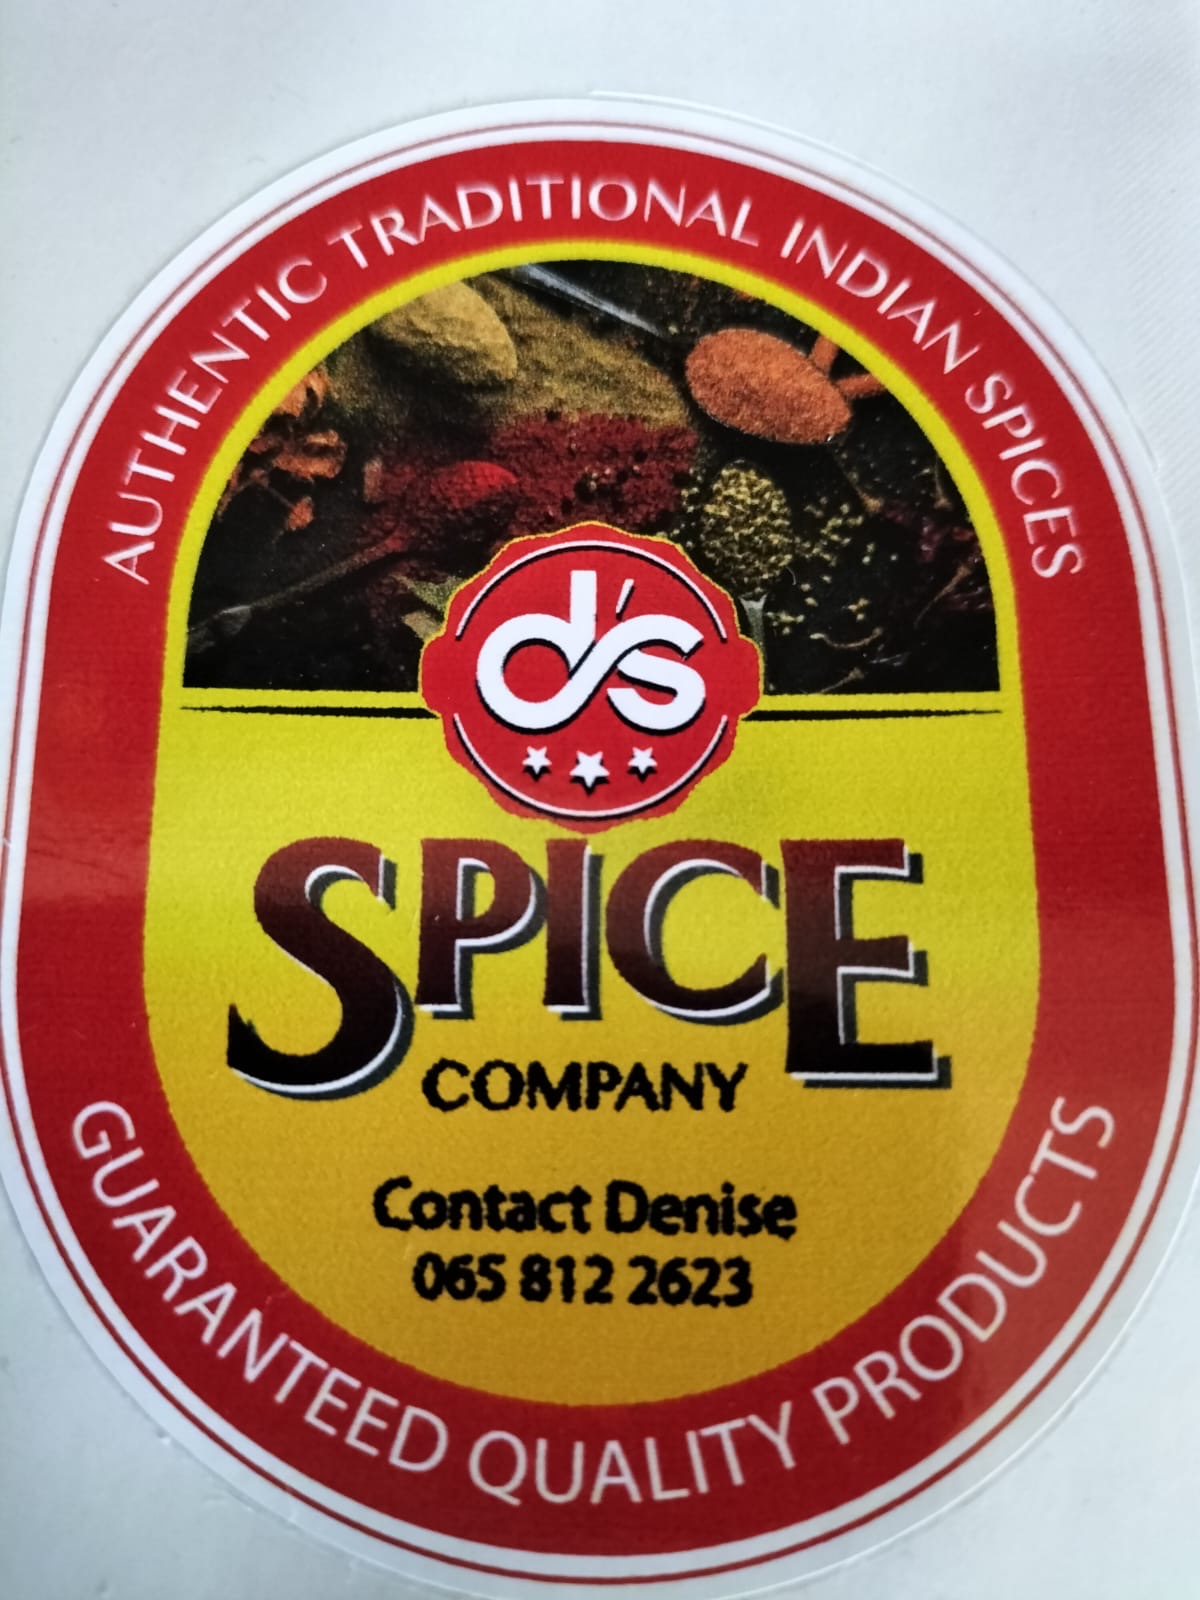 AUTHENTIC TRADITIONAL INDIAN SPICES
d's
SPICE
COMPANY
Contact Denise
065 812 2623
GUARANTEED QUALITY PRODUCTS